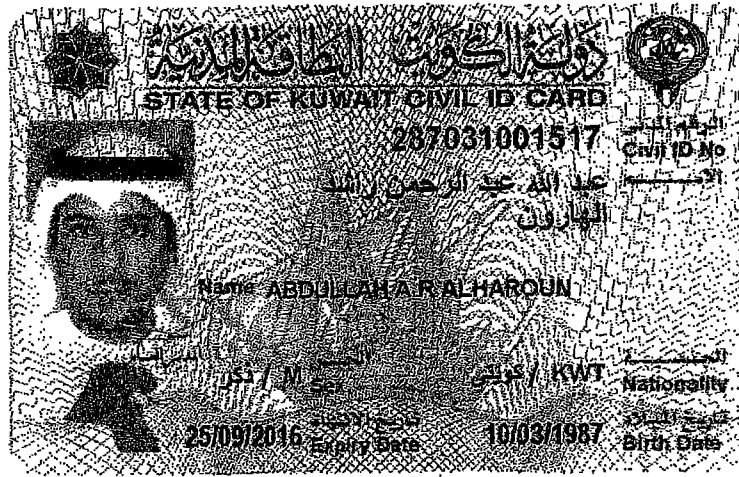 دولة الكويت البطاقة المدنية
STATE OF KUWAIT CIVIL ID CARD
287031001517 الرقم المدني
Civil ID No
عبد الله عبد الرحمن راشد
الهارون
Name ABDULLAH A R ALHAROUN
الجنسية كويتي / KWT الجنس ذكر / M
Nationality Sex
تاريخ الميلاد 10/03/1987 تاريخ الانتهاء 25/09/2016
Birth Date Expiry Date